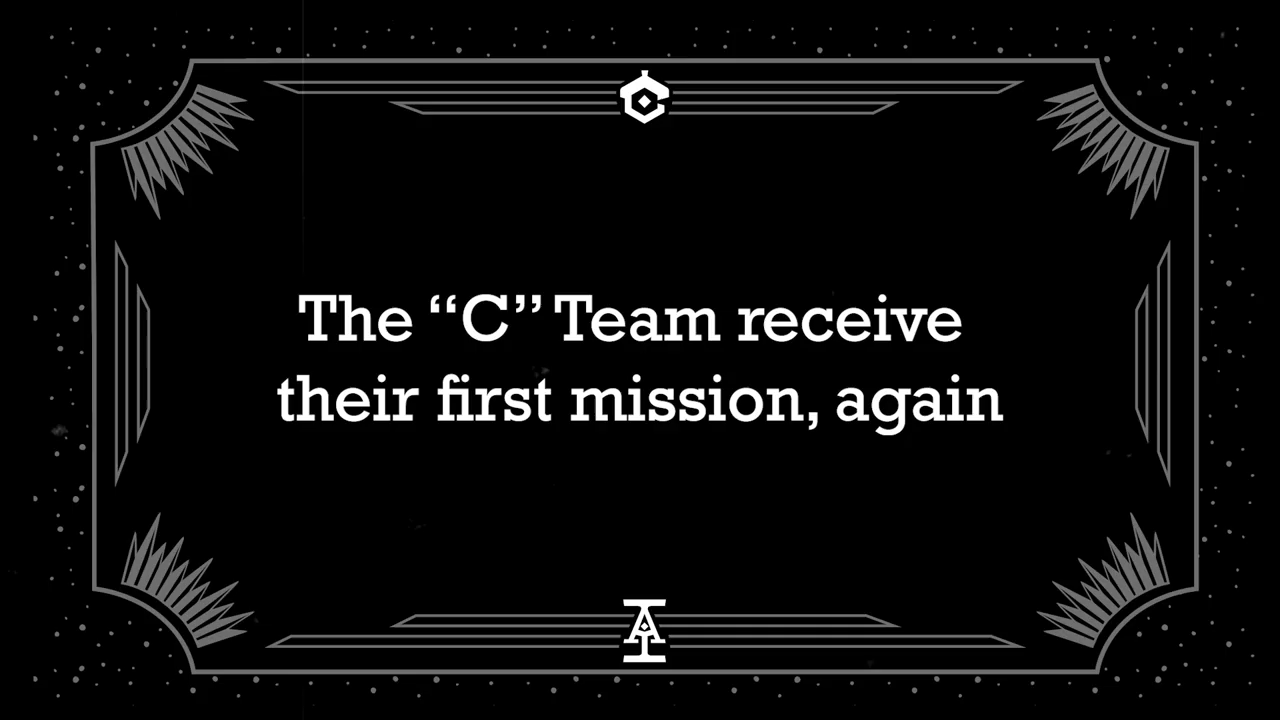 The “C” Team receive
their first mission, again